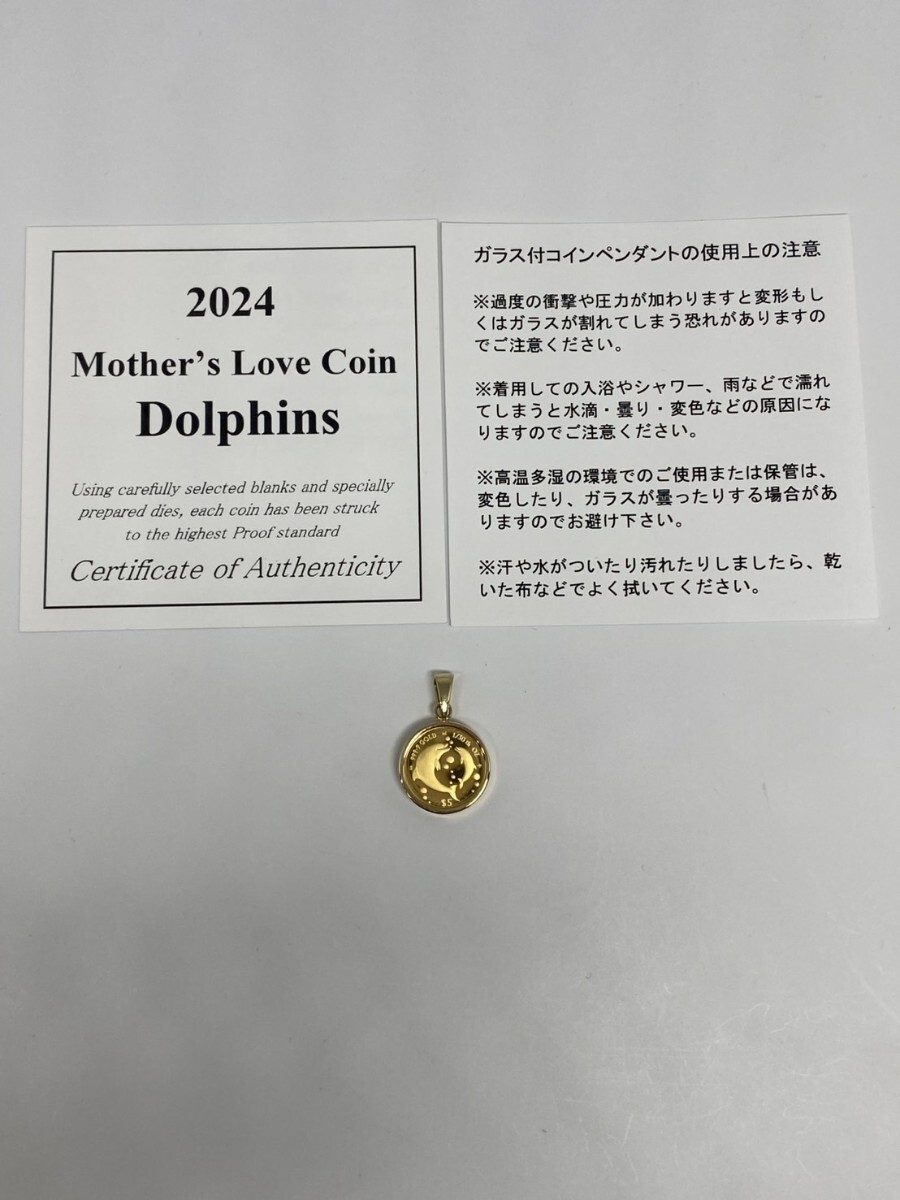 2024
Mother's Love Coin
Dolphins
Using carefully selected blanks and specially
prepared dies, each coin has been struck
to the highest Proof standard
Certificate of Authenticity
ガラス付コインペンダントの使用上の注意
※過度の衝撃や圧力が加わりますと変形もし
くはガラスが割れてしまう恐れがありますの
でご注意ください。
※着用しての入浴やシャワー、雨などで濡れ
てしまうと水滴・曇り・変色などの原因にな
りますのでご注意ください。
※高温多湿の環境でのご使用または保管は、
変色したり、ガラスが曇ったりする場合があ
りますのでお避け下さい。
※汗や水がついたり汚れたりしましたら、乾
いた布などでよく拭いてください。
GOLD
$5